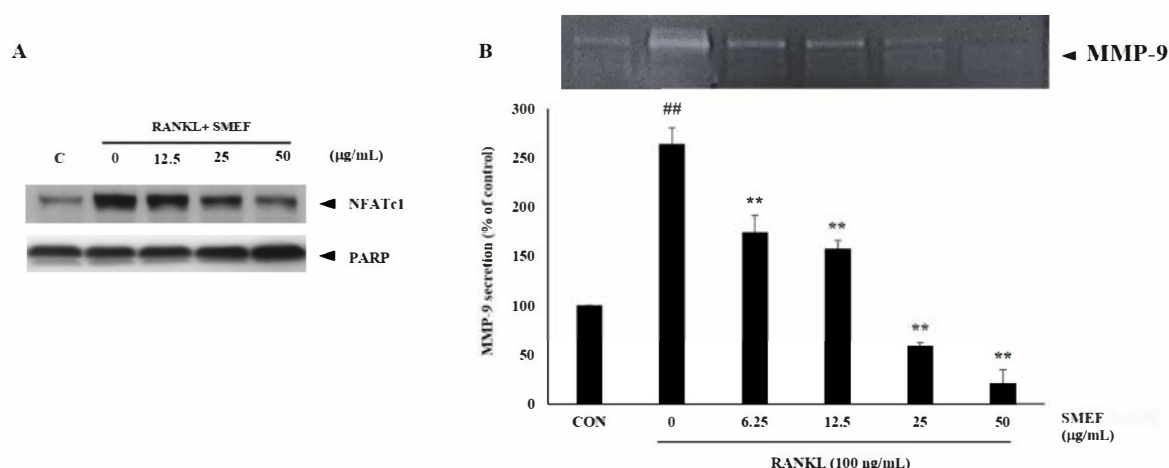 A
RANKL+ SMEF
C 0 12.5 25 50 (μg/mL)
NFATc1
PARP
B
MMP-9
##
**
**
**
**
MMP-9 secretion (% of control)
300
250
200
150
100
50
0
CON 0 6.25 12.5 25 50 SMEF
(μg/mL)
RANKL (100 ng/mL)